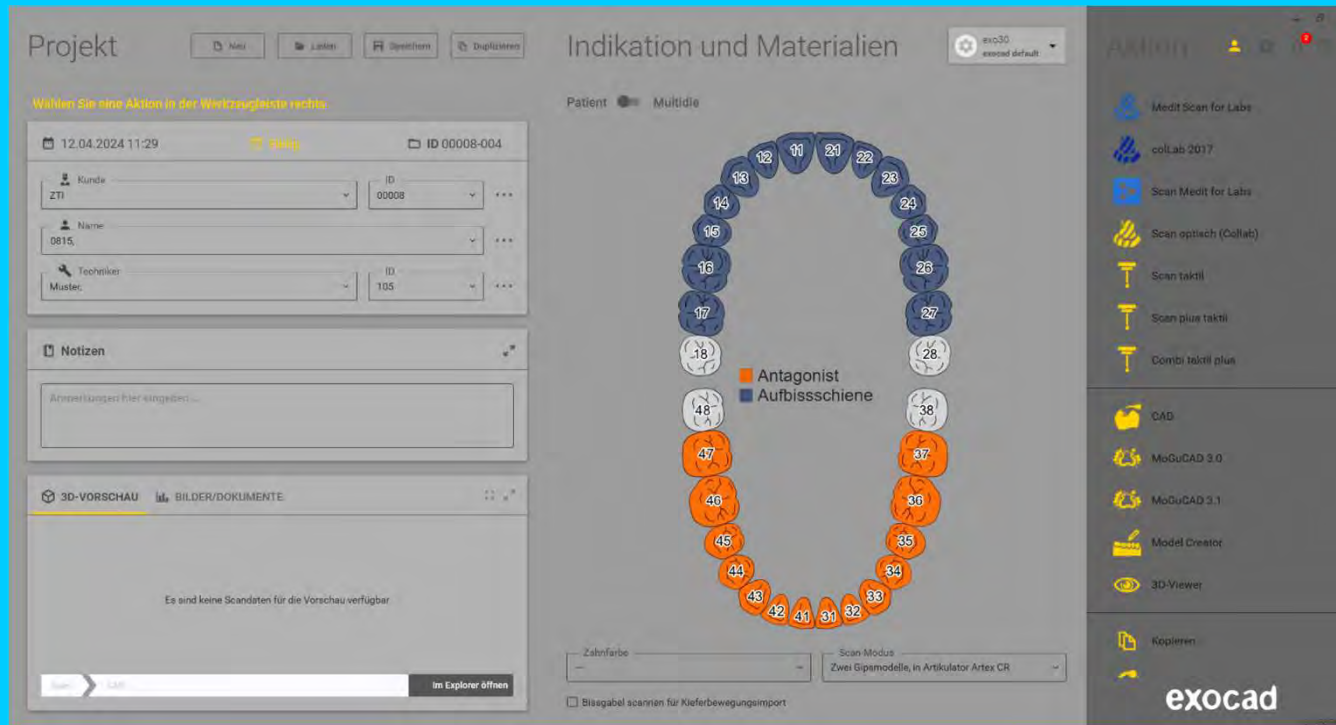 Projekt
Neu
Laden
Speichern
Duplizieren
Wählen Sie eine Aktion in der Werkzeugleiste rechts
12.04.2024 11:29
ID 00008-004
Kunde
ZTI
ID
00008
Name
0815,
Techniker
Muster,
ID
105
Notizen
Anmerkungen hier eingeben ...
3D-VORSCHAU
BILDER/DOKUMENTE
Es sind keine Scandaten für die Vorschau verfügbar
Scan
CAD
Im Explorer öffnen
Indikation und Materialien
exo30
exocad default
Patient
Multidie
11
21
12
22
13
23
14
24
15
25
16
26
17
27
18
28
Antagonist
Aufbissschiene
48
38
47
37
46
36
45
35
44
34
43
33
42
41
31
32
Zahnfarbe
---
Scan Modus
Zwei Gipsmodelle, in Artikulator Artex CR
Bissgabel scannen für Kieferbewegungsimport
Aktion
2
Medit Scan for Labs
colLab 2017
Scan Medit for Labs
Scan optisch (Collab)
Scan taktil
Scan plus taktil
Combi taktil plus
CAD
MoGuCAD 3.0
MoGuCAD 3.1
Model Creator
3D-Viewer
Kopieren
exocad